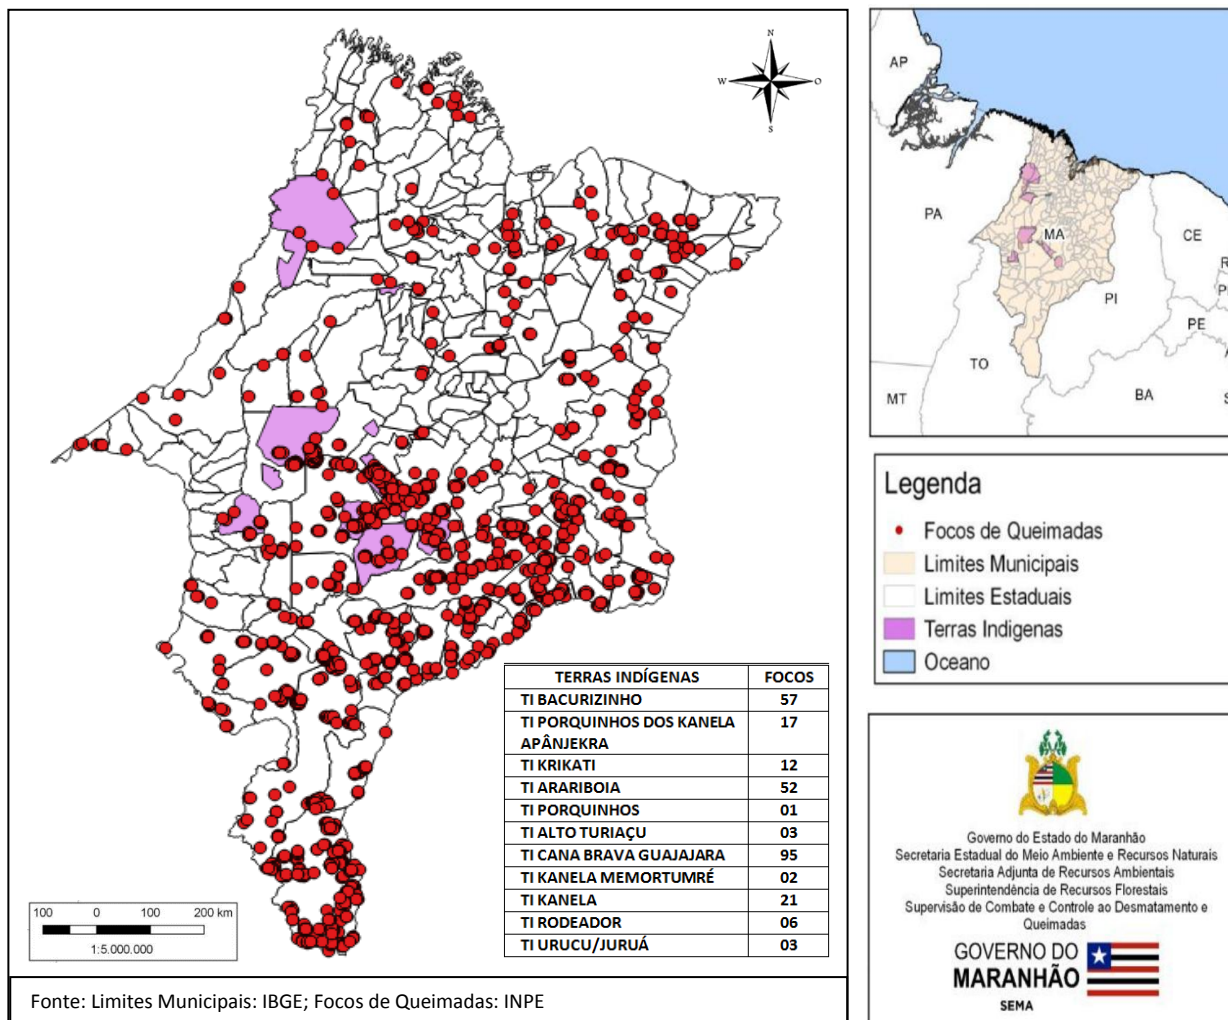 N
W
O
S
TERRAS INDÍGENAS FOCOS
TI BACURIZINHO 57
TI PORQUINHOS DOS KANELA 17
APÂNJEKRA
TI KRIKATI 12
TI ARARIBOIA 52
TI PORQUINHOS 01
TI ALTO TURIAÇU 03
TI CANA BRAVA GUAJAJARA 95
TI KANELA MEMORTUMRÉ 02
TI KANELA 21
TI RODEADOR 06
TI URUCU/JURUÁ 03
100 0 100 200 km
1:5.000.000
Fonte: Limites Municipais: IBGE; Focos de Queimadas: INPE
AP
PA
MA
CE
R
PI
PE
TO
MT
BA
Legenda
Focos de Queimadas
Limites Municipais
Limites Estaduais
Terras Indigenas
Oceano
Governo do Estado do Maranhão
Secretaria Estadual do Meio Ambiente e Recursos Naturais
Secretaria Adjunta de Recursos Ambientais
Superintendência de Recursos Florestais
Supervisão de Combate e Controle ao Desmatamento e
Queimadas
GOVERNO DO
MARANHÃO
SEMA